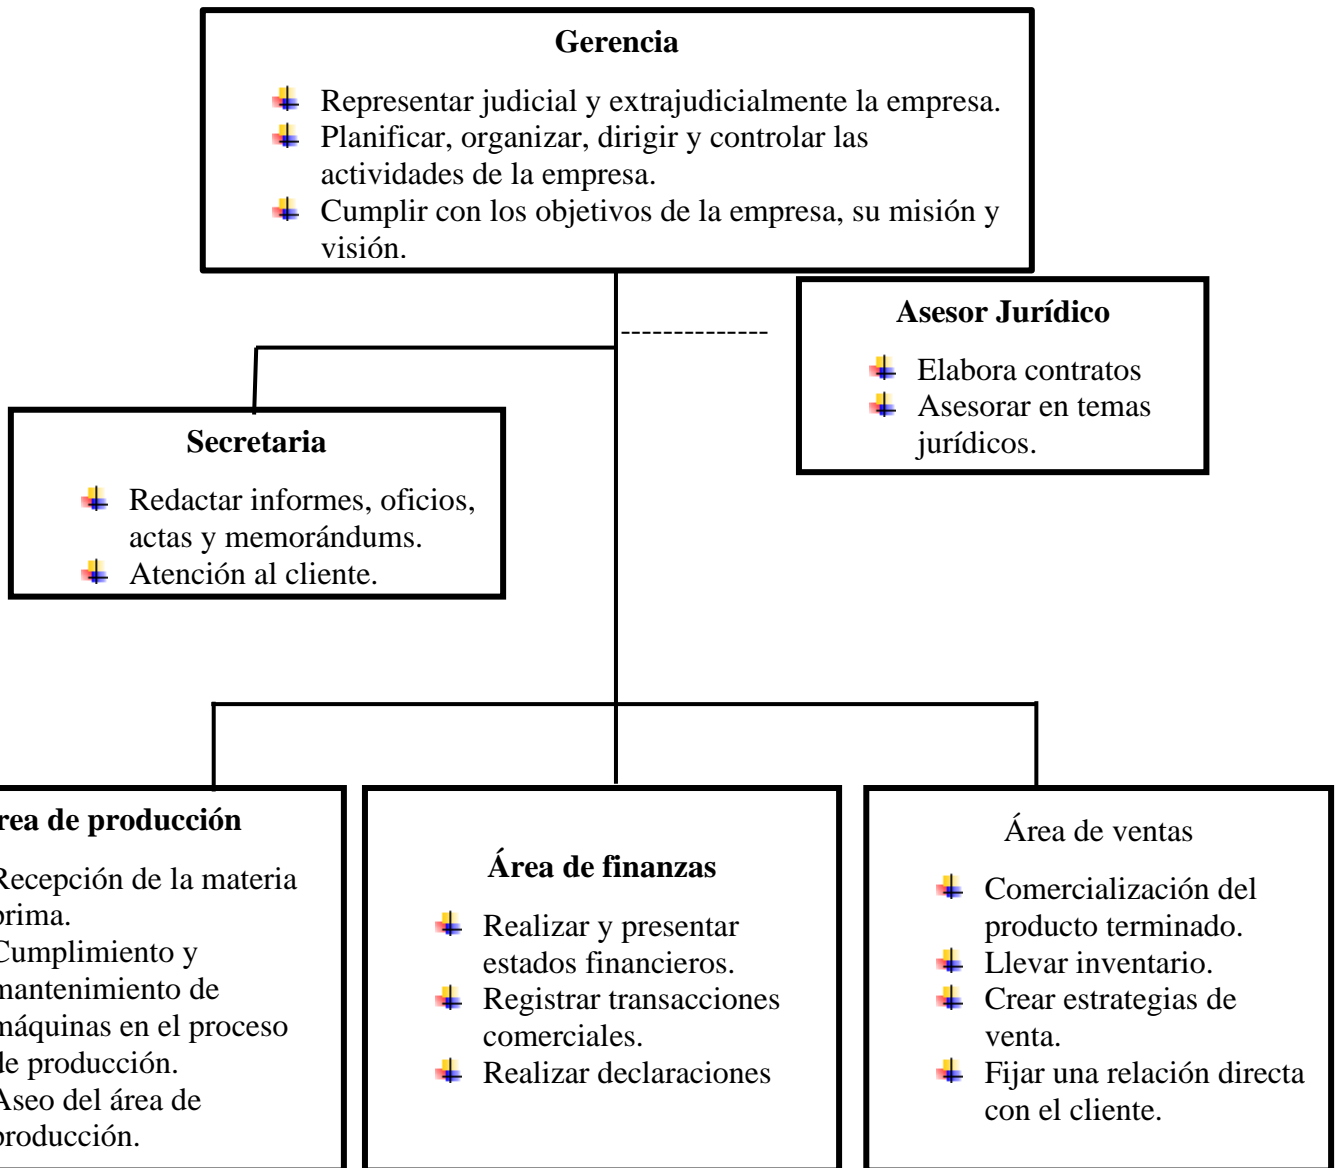 Gerencia
Representar judicial y extrajudicialmente la empresa.
Planificar, organizar, dirigir y controlar las
actividades de la empresa.
Cumplir con los objetivos de la empresa, su misión y
visión.
Asesor Jurídico
Elabora contratos
Asesorar en temas
jurídicos.
Secretaria
Redactar informes, oficios,
actas y memorándums.
Atención al cliente.
rea de producción
Recepción de la materia
prima.
Cumplimiento y
mantenimiento de
máquinas en el proceso
de producción.
Aseo del área de
producción.
Área de finanzas
Realizar y presentar
estados financieros.
Registrar transacciones
comerciales.
Realizar declaraciones
Área de ventas
Comercialización del
producto terminado.
Llevar inventario.
Crear estrategias de
venta.
Fijar una relación directa
con el cliente.